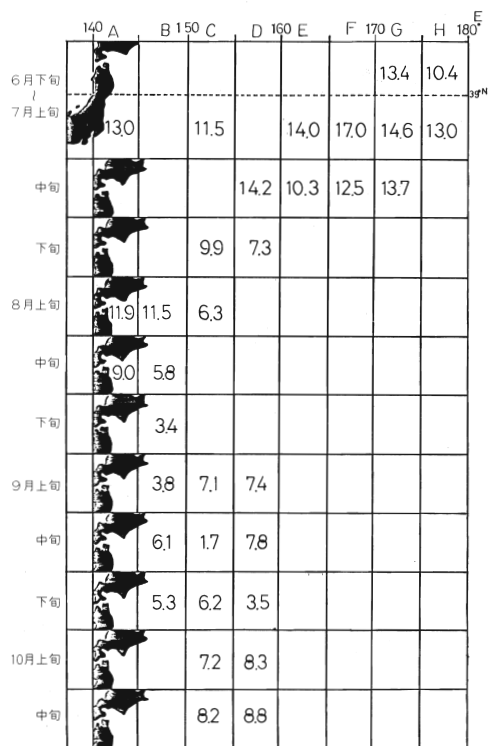 E
140 A B 150 C D 160 E F 170 G H 180°
6月下旬 13.4 10.4
〜 39°N
7月上旬 13.0 11.5 14.0 17.0 14.6 13.0
中旬 14.2 10.3 12.5 13.7
下旬 9.9 7.3
8月上旬 11.9 11.5 6.3
中旬 9.0 5.8
下旬 3.4
9月上旬 3.8 7.1 7.4
中旬 6.1 1.7 7.8
下旬 5.3 6.2 3.5
10月上旬 7.2 8.3
中旬 8.2 8.8